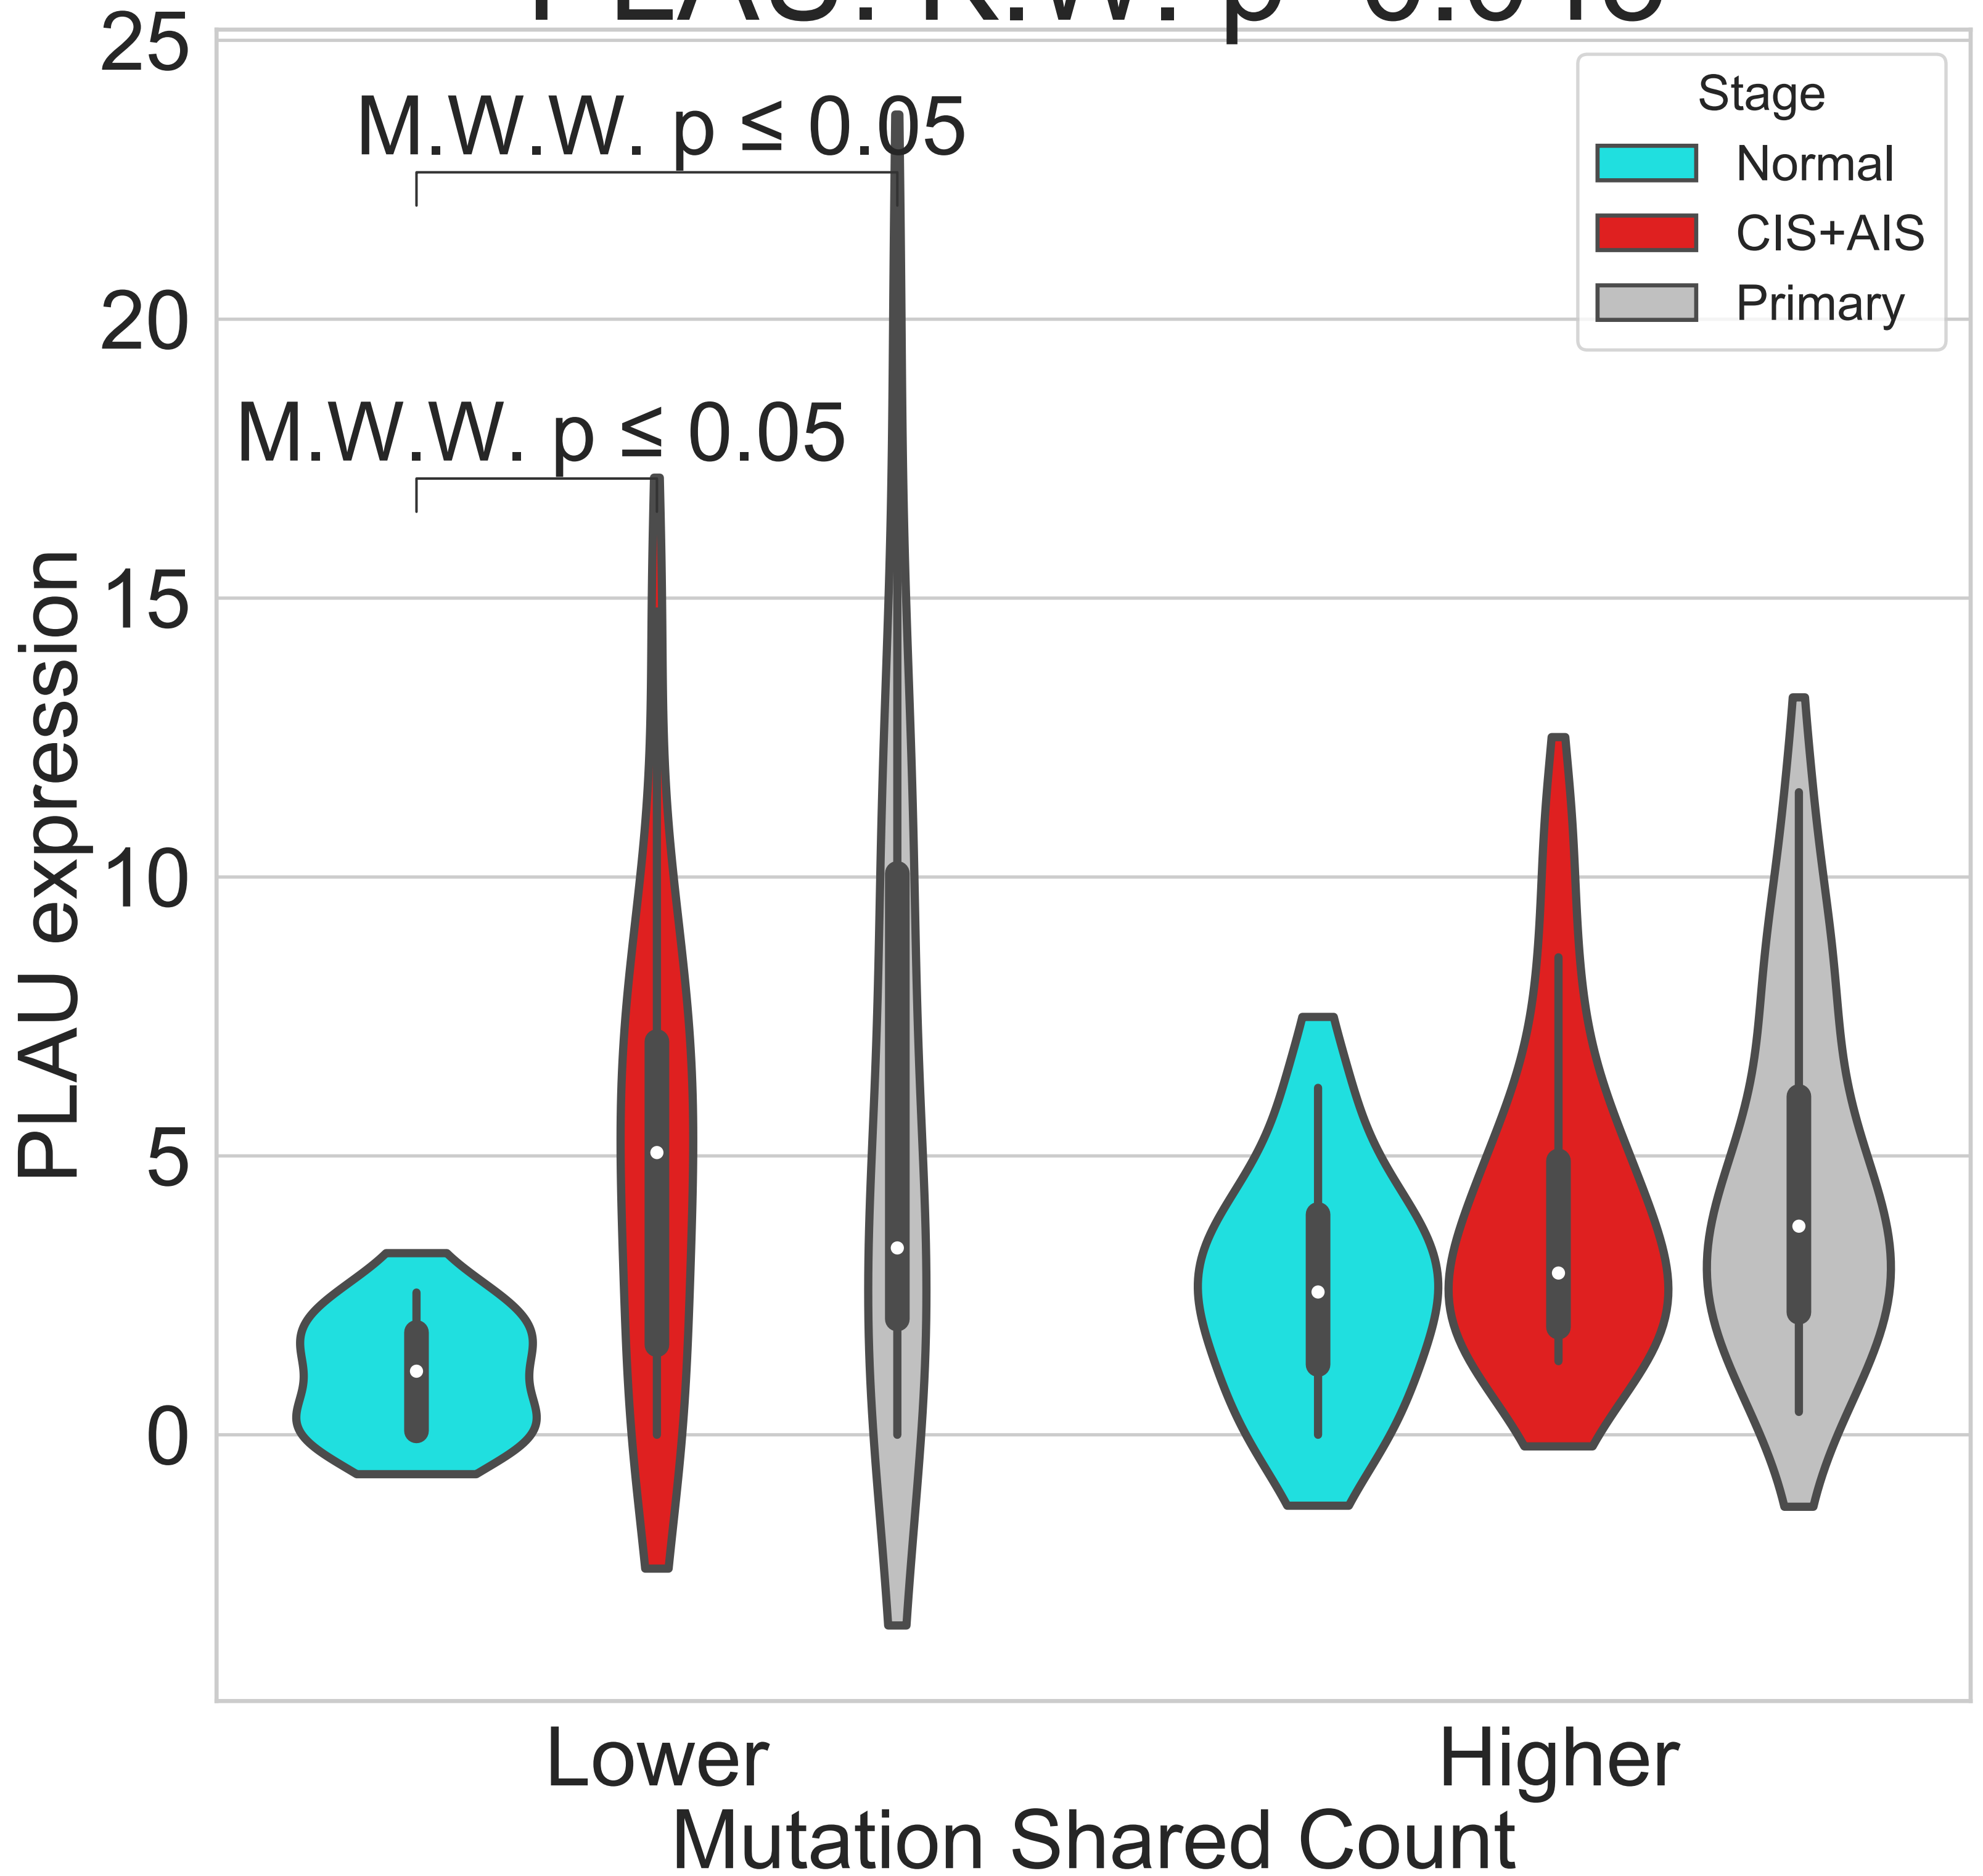 25
M.W.W. p ≤ 0.05
Stage
Normal
CIS+AIS
Primary
20
M.W.W. p ≤ 0.05
15
10
5
0
PLAU expression
Lower
Higher
Mutation Shared Count